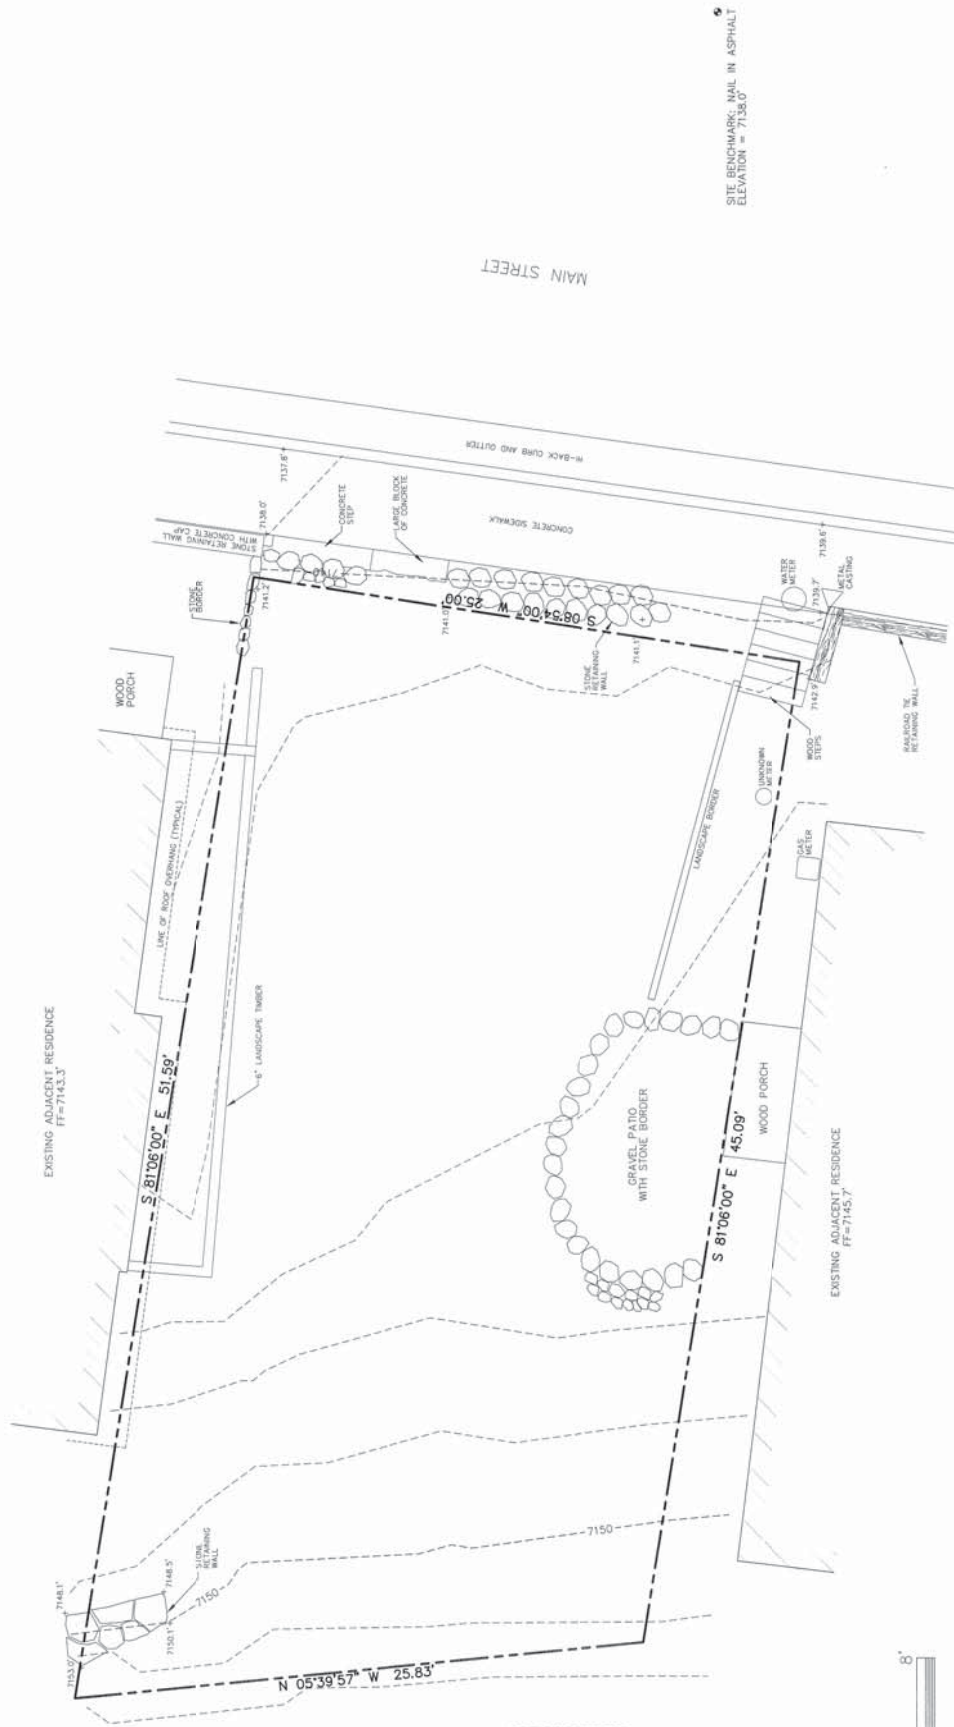 SITE BENCHMARK: NAIL IN ASPHALT
ELEVATION = 7138.0'
MAIN STREET
HI-BACK CURB AND GUTTER
7137.6'
CONCRETE SIDEWALK
CONCRETE
STEP
LARGE BLOCK
OF CONCRETE
7138.0'
STONE RETAINING WALL
WITH CONCRETE CAP
7140
STONE
BORDER
7141.2'
7141.0'
S 08°54'00" W 25.00'
7141.1'
STONE
RETAINING
WALL
7139.6'
WATER
METER
7139.7'
METAL
CASTING
7142.9'
WOOD
STEPS
RAILROAD TIE
RETAINING WALL
WOOD
PORCH
UNKNOWN
METER
GAS
METER
LANDSCAPE BORDER
LINE OF ROOF OVERHANG (TYPICAL)
6" LANDSCAPE TIMBER
EXISTING ADJACENT RESIDENCE
FF=7143.3'
S 81°06'00" E 51.59'
GRAVEL PATIO
WITH STONE BORDER
WOOD PORCH
S 81°06'00" E 45.09'
EXISTING ADJACENT RESIDENCE
FF=7145.7'
7150
STONE
RETAINING
WALL
7148.1'
7148.5'
7150
7150.1'
7153.0'
N 05°39'57" W 25.83'
8'